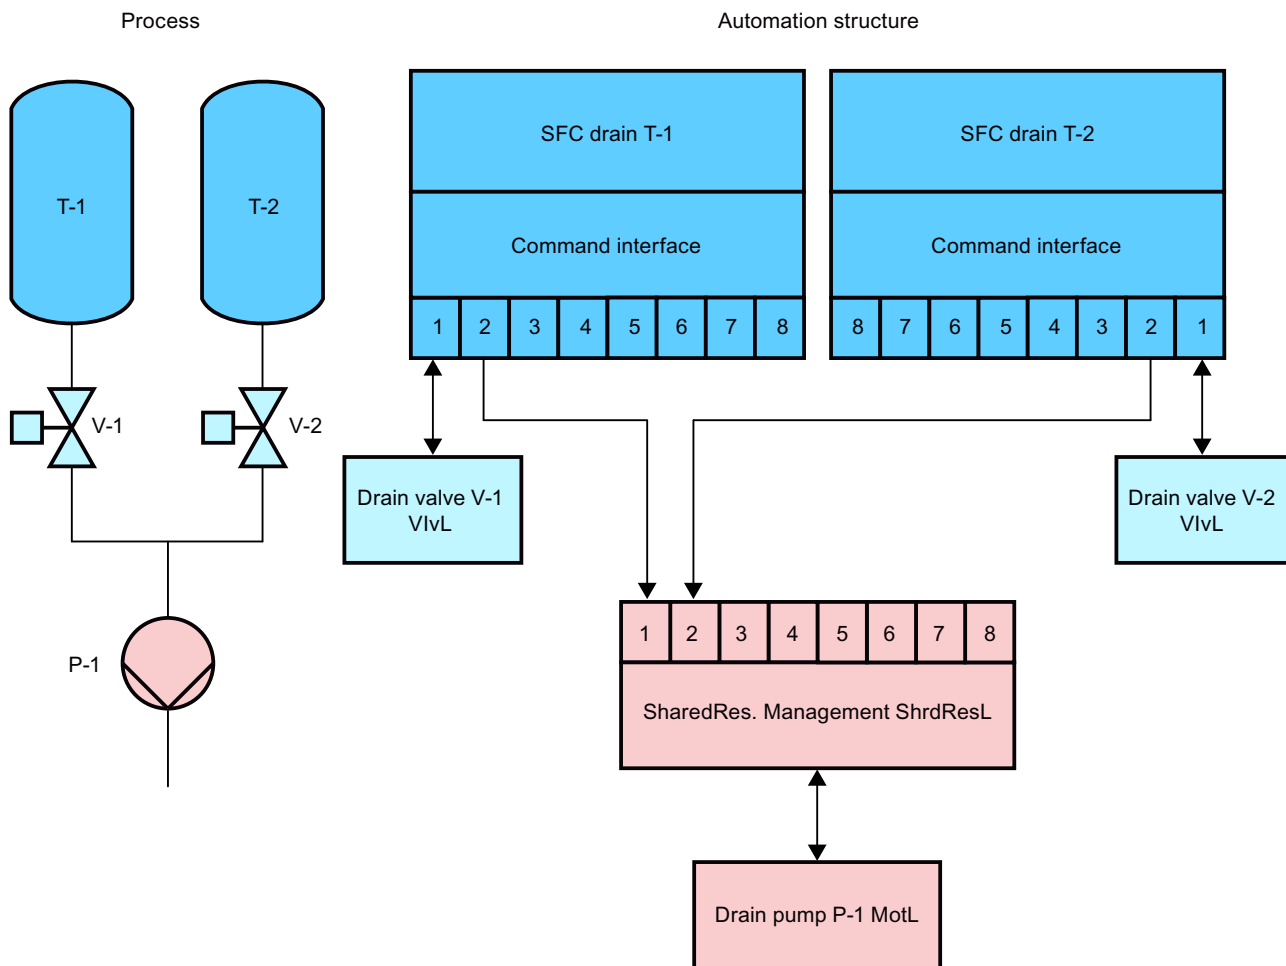 Process
Automation structure
T-1
T-2
V-1
V-2
P-1
SFC drain T-1
Command interface
1 2 3 4 5 6 7 8
SFC drain T-2
Command interface
8 7 6 5 4 3 2 1
Drain valve V-1
VlvL
Drain valve V-2
VlvL
1 2 3 4 5 6 7 8
SharedRes. Management ShrdResL
Drain pump P-1 MotL